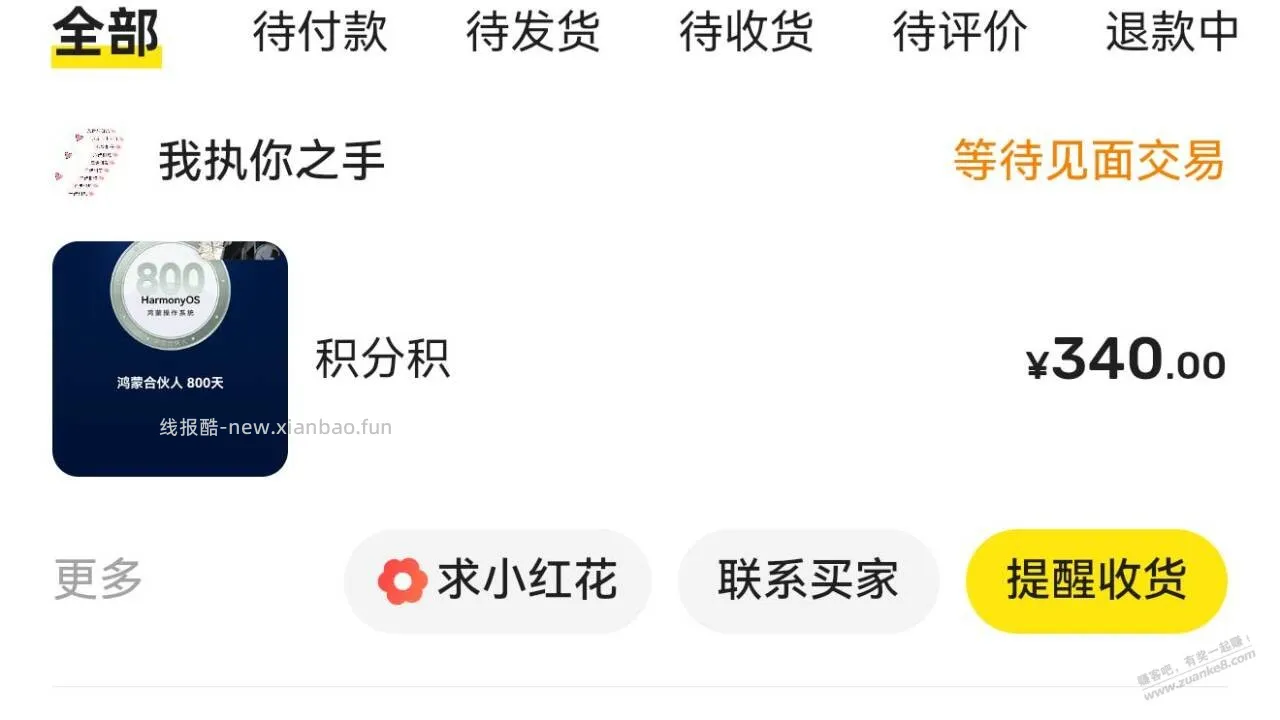 全部 待付款 待发货 待收货 待评价 退款中
我执你之手 等待见面交易
800
HarmonyOS
鸿蒙操作系统
鸿蒙合伙人 800天
积分积 ¥340.00
线报酷-new.xianbao.fun
更多 求小红花 联系买家 提醒收货
赚客吧,有奖一起赚!
www.zuanke8.com